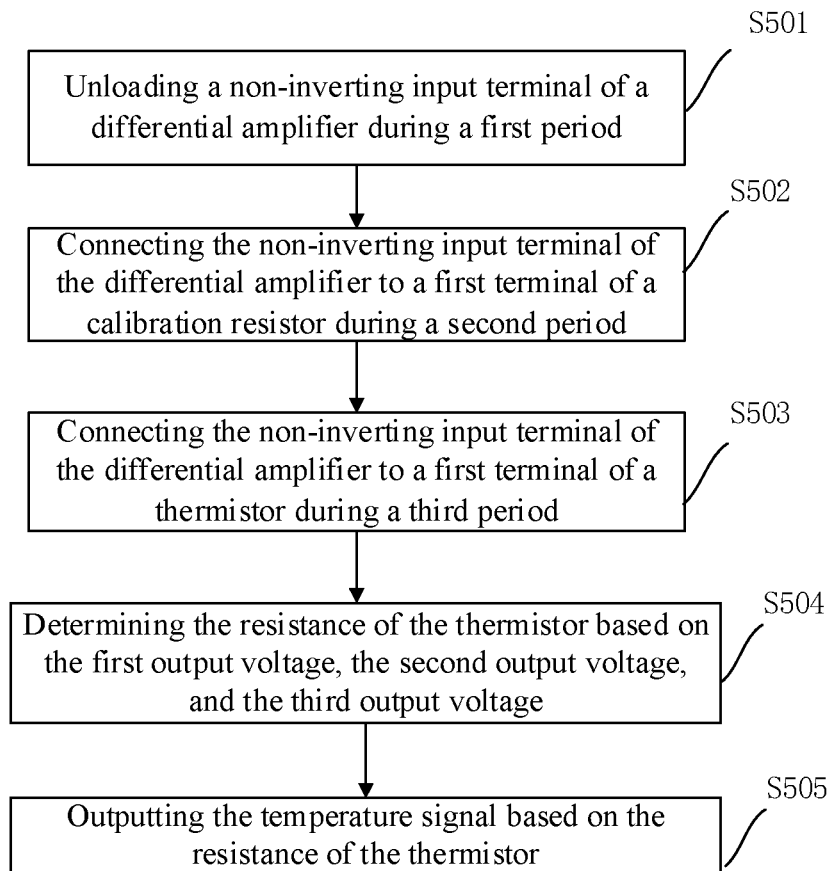 S501
Unloading a non-inverting input terminal of a
differential amplifier during a first period
S502
Connecting the non-inverting input terminal of
the differential amplifier to a first terminal of a
calibration resistor during a second period
S503
Connecting the non-inverting input terminal of
the differential amplifier to a first terminal of a
thermistor during a third period
S504
Determining the resistance of the thermistor based on
the first output voltage, the second output voltage,
and the third output voltage
S505
Outputting the temperature signal based on the
resistance of the thermistor